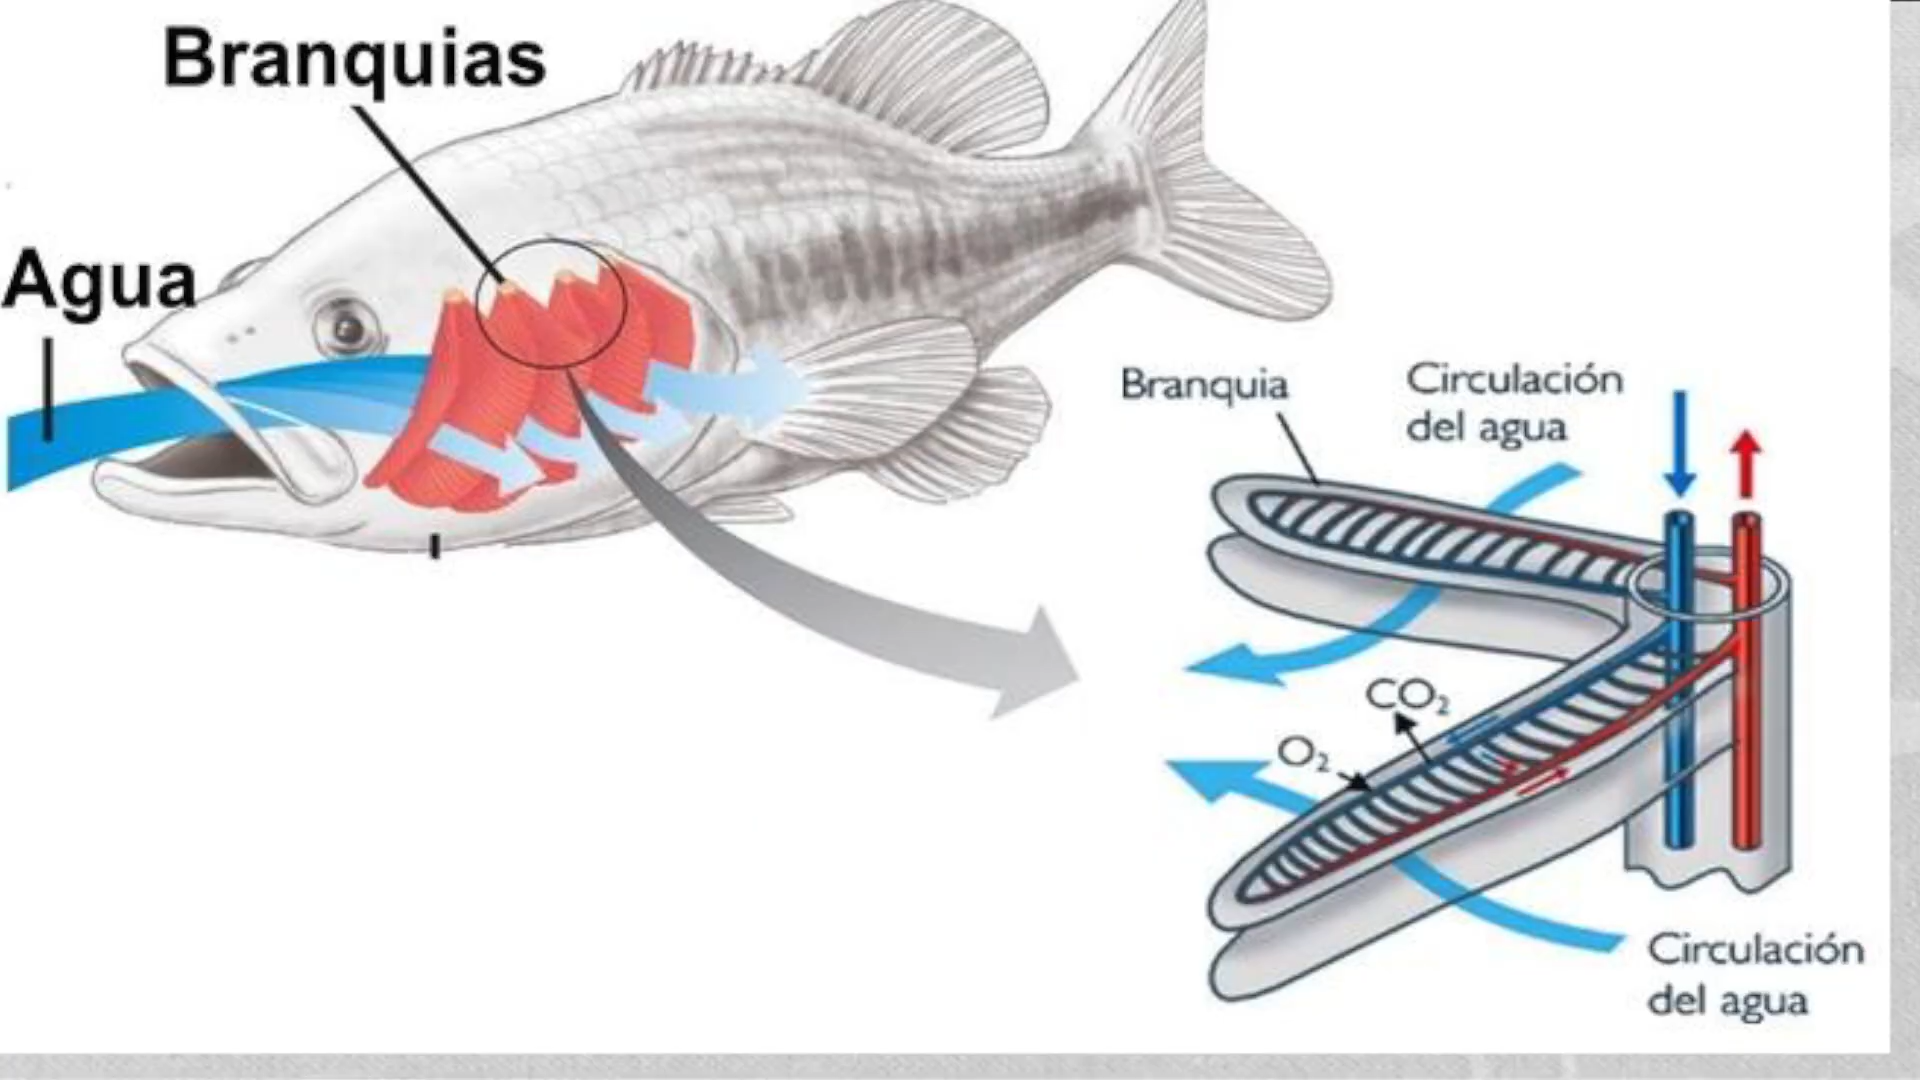 Branquias
Agua
Branquia
Circulación
del agua
CO₂
O₂
Circulación
del agua